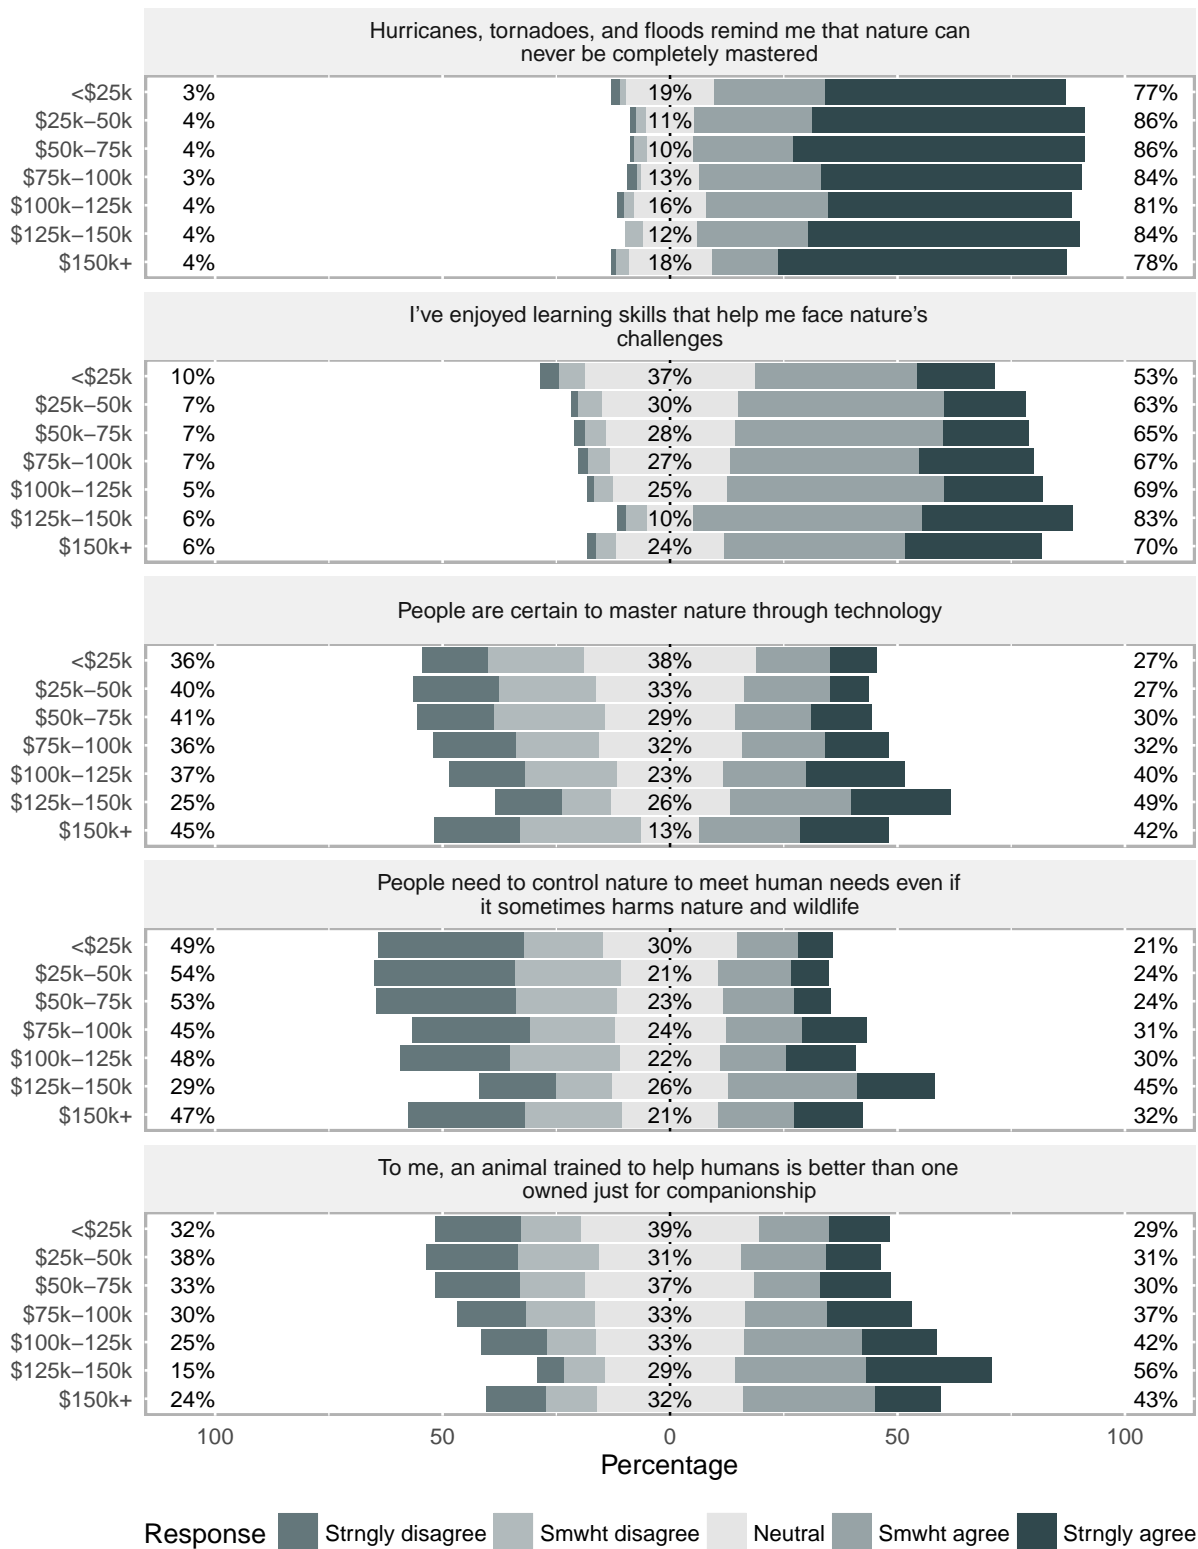 Hurricanes, tornadoes, and floods remind me that nature can
never be completely mastered
<$25k 3% 19% 77%
$25k−50k 4% 11% 86%
$50k−75k 4% 10% 86%
$75k−100k 3% 13% 84%
$100k−125k 4% 16% 81%
$125k−150k 4% 12% 84%
$150k+ 4% 18% 78%
I've enjoyed learning skills that help me face nature's
challenges
<$25k 10% 37% 53%
$25k−50k 7% 30% 63%
$50k−75k 7% 28% 65%
$75k−100k 7% 27% 67%
$100k−125k 5% 25% 69%
$125k−150k 6% 10% 83%
$150k+ 6% 24% 70%
People are certain to master nature through technology
<$25k 36% 38% 27%
$25k−50k 40% 33% 27%
$50k−75k 41% 29% 30%
$75k−100k 36% 32% 32%
$100k−125k 37% 23% 40%
$125k−150k 25% 26% 49%
$150k+ 45% 13% 42%
People need to control nature to meet human needs even if
it sometimes harms nature and wildlife
<$25k 49% 30% 21%
$25k−50k 54% 21% 24%
$50k−75k 53% 23% 24%
$75k−100k 45% 24% 31%
$100k−125k 48% 22% 30%
$125k−150k 29% 26% 45%
$150k+ 47% 21% 32%
To me, an animal trained to help humans is better than one
owned just for companionship
<$25k 32% 39% 29%
$25k−50k 38% 31% 31%
$50k−75k 33% 37% 30%
$75k−100k 30% 33% 37%
$100k−125k 25% 33% 42%
$125k−150k 15% 29% 56%
$150k+ 24% 32% 43%
100 50 0 50 100
Percentage
Response Strngly disagree Smwht disagree Neutral Smwht agree Strngly agree